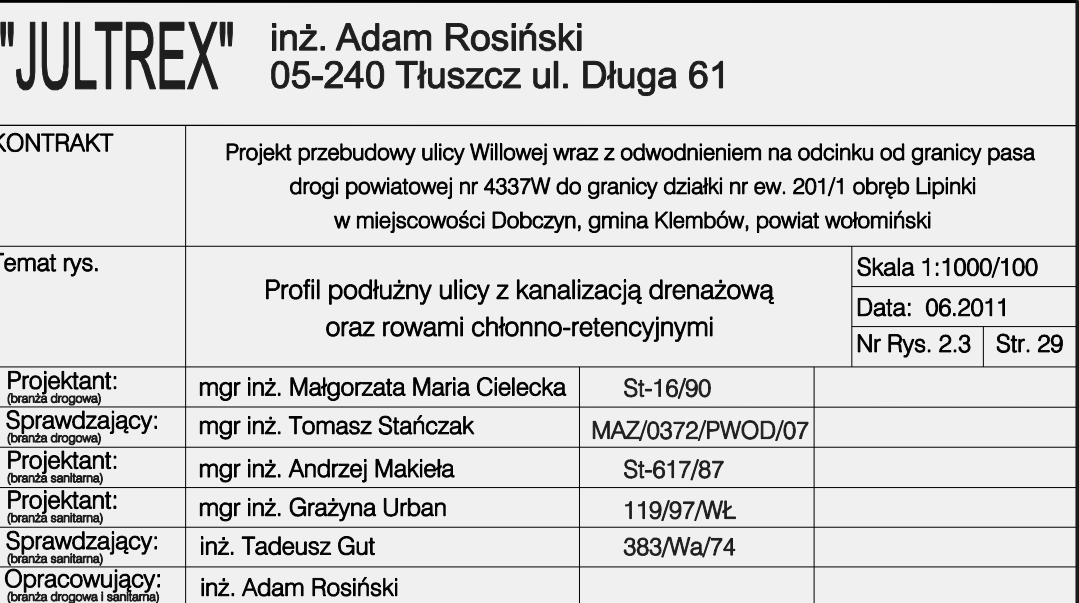 "JULTREX"
inż. Adam Rosiński
05-240 Tłuszcz ul. Długa 61
KONTRAKT
Projekt przebudowy ulicy Willowej wraz z odwodnieniem na odcinku od granicy pasa
drogi powiatowej nr 4337W do granicy działki nr ew. 201/1 obręb Lipinki
w miejscowości Dobczyn, gmina Klembów, powiat wołomiński
Temat rys.
Profil podłużny ulicy z kanalizacją drenażową
oraz rowami chłonno-retencyjnymi
Skala 1:1000/100
Data: 06.2011
Nr Rys. 2.3 Str. 29
Projektant: mgr inż. Małgorzata Maria Cielecka St-16/90
(branża drogowa)
Sprawdzający: mgr inż. Tomasz Stańczak MAZ/0372/PWOD/07
(branża drogowa)
Projektant: mgr inż. Andrzej Makieła St-617/87
(branża sanitarna)
Projektant: mgr inż. Grażyna Urban 119/97/WŁ
(branża sanitarna)
Sprawdzający: inż. Tadeusz Gut 383/Wa/74
(branża sanitarna)
Opracowujący: inż. Adam Rosiński
(branża drogowa i sanitarna)